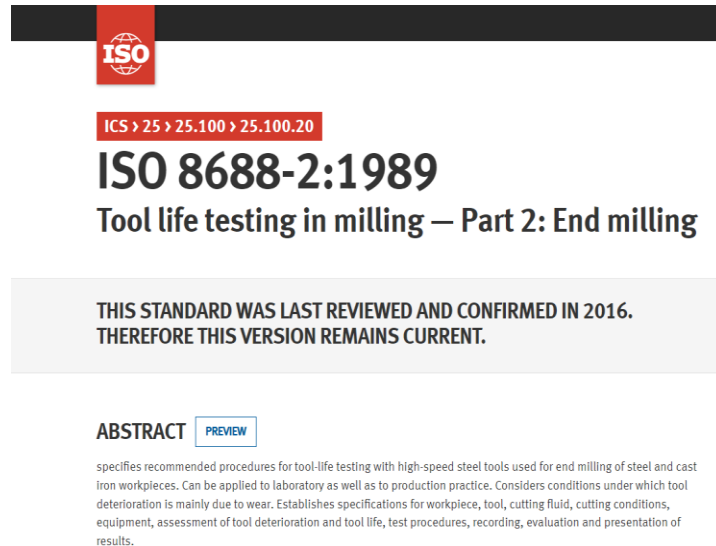 ISO
ICS › 25 › 25.100 › 25.100.20
ISO 8688-2:1989
Tool life testing in milling — Part 2: End milling
THIS STANDARD WAS LAST REVIEWED AND CONFIRMED IN 2016.
THEREFORE THIS VERSION REMAINS CURRENT.
ABSTRACT PREVIEW
specifies recommended procedures for tool-life testing with high-speed steel tools used for end milling of steel and cast
iron workpieces. Can be applied to laboratory as well as to production practice. Considers conditions under which tool
deterioration is mainly due to wear. Establishes specifications for workpiece, tool, cutting fluid, cutting conditions,
equipment, assessment of tool deterioration and tool life, test procedures, recording, evaluation and presentation of
results.